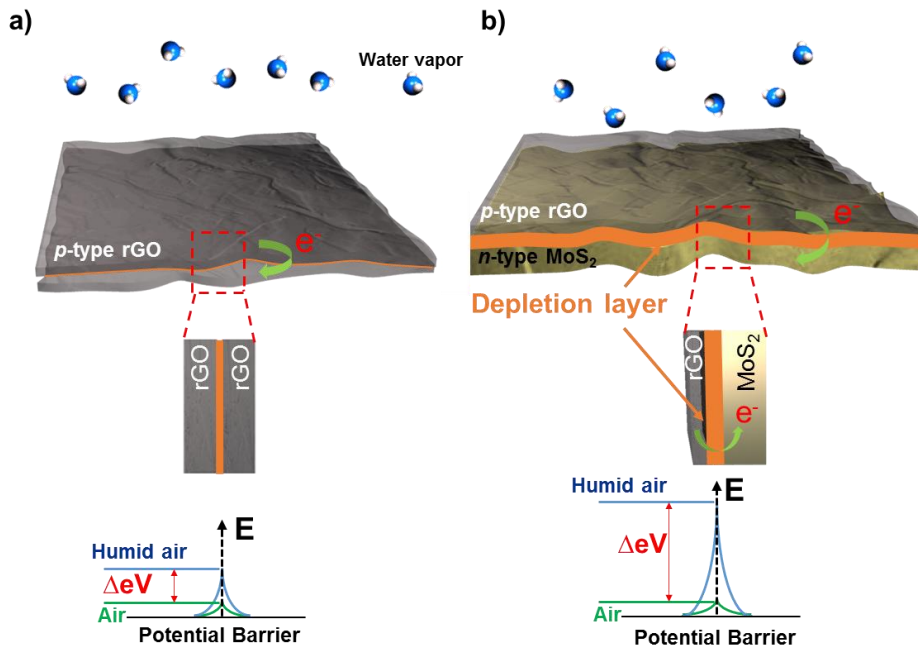 a)
Water vapor
p-type rGO
e-
rGO
rGO
E
Humid air
ΔeV
Air
Potential Barrier
b)
p-type rGO
e-
n-type MoS₂
Depletion layer
rGO
MoS₂
e-
Humid air
E
ΔeV
Air
Potential Barrier